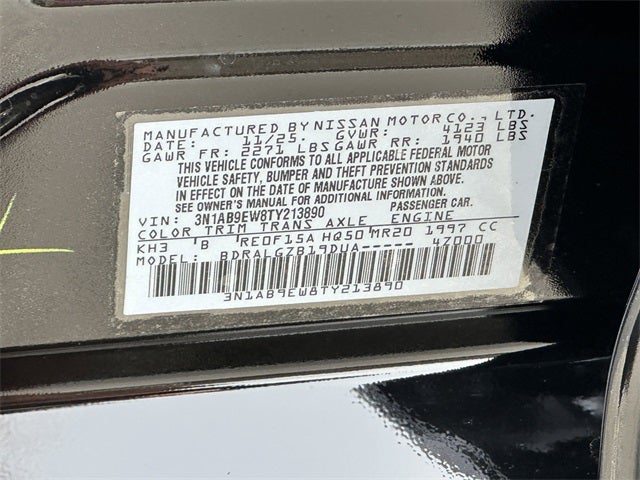 MANUFACTURED BY NISSAN MOTOR CO., LTD.
DATE: 11/25. GVWR: 4123 LBS
GAWR FR: 2271 LBS GAWR RR: 1940 LBS
THIS VEHICLE CONFORMS TO ALL APPLICABLE FEDERAL MOTOR
VEHICLE SAFETY, BUMPER AND THEFT PREVENTION STANDARDS
IN EFFECT ON THE DATE OF MANUFACTURE SHOWN ABOVE.
SEE OWNER'S MANUAL FOR ADDITIONAL INFORMATION.
VIN: 3N1AB9EW8TY213890 PASSENGER CAR.
COLOR TRIM TRANS AXLE ENGINE
KH3 B RE0F15A HQ50 MR20 1997 CC
MODEL: BDRALGZB19DUA----- 47000
3N1AB9EW8TY213890